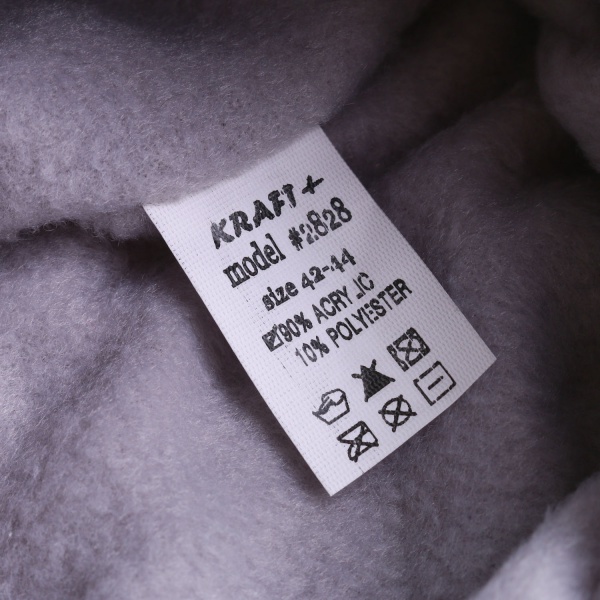 KRAFT +
model #2828
size 42-44
90% ACRYLIC
10% POLYESTER